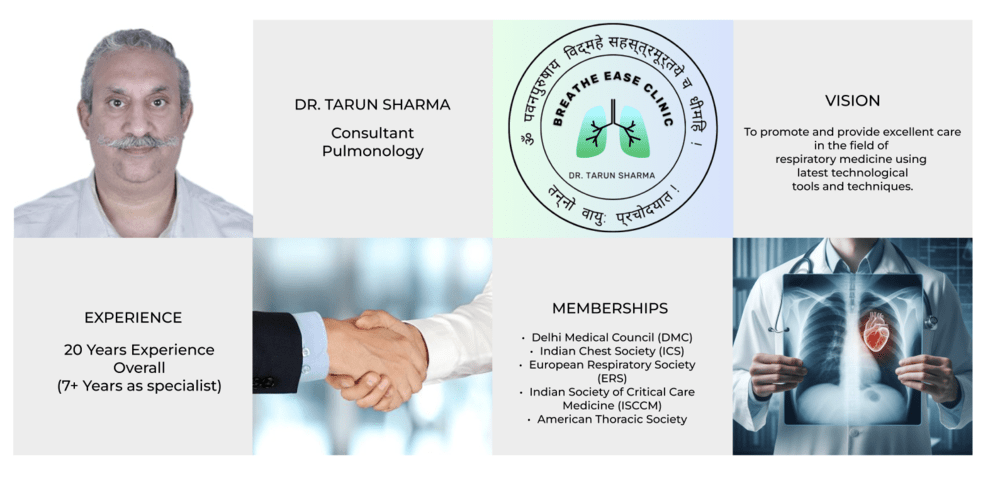 DR. TARUN SHARMA
Consultant
Pulmonology
ॐ पवनपुरुषाय विद्महे सहस्त्रमूर्तये च धीमहि !
BREATHE EASE CLINIC
DR. TARUN SHARMA
तन्नो वायुः प्रचोदयात !
VISION
To promote and provide excellent care
in the field of
respiratory medicine using
latest technological
tools and techniques.
EXPERIENCE
20 Years Experience
Overall
(7+ Years as specialist)
MEMBERSHIPS
• Delhi Medical Council (DMC)
• Indian Chest Society (ICS)
• European Respiratory Society
(ERS)
• Indian Society of Critical Care
Medicine (ISCCM)
• American Thoracic Society